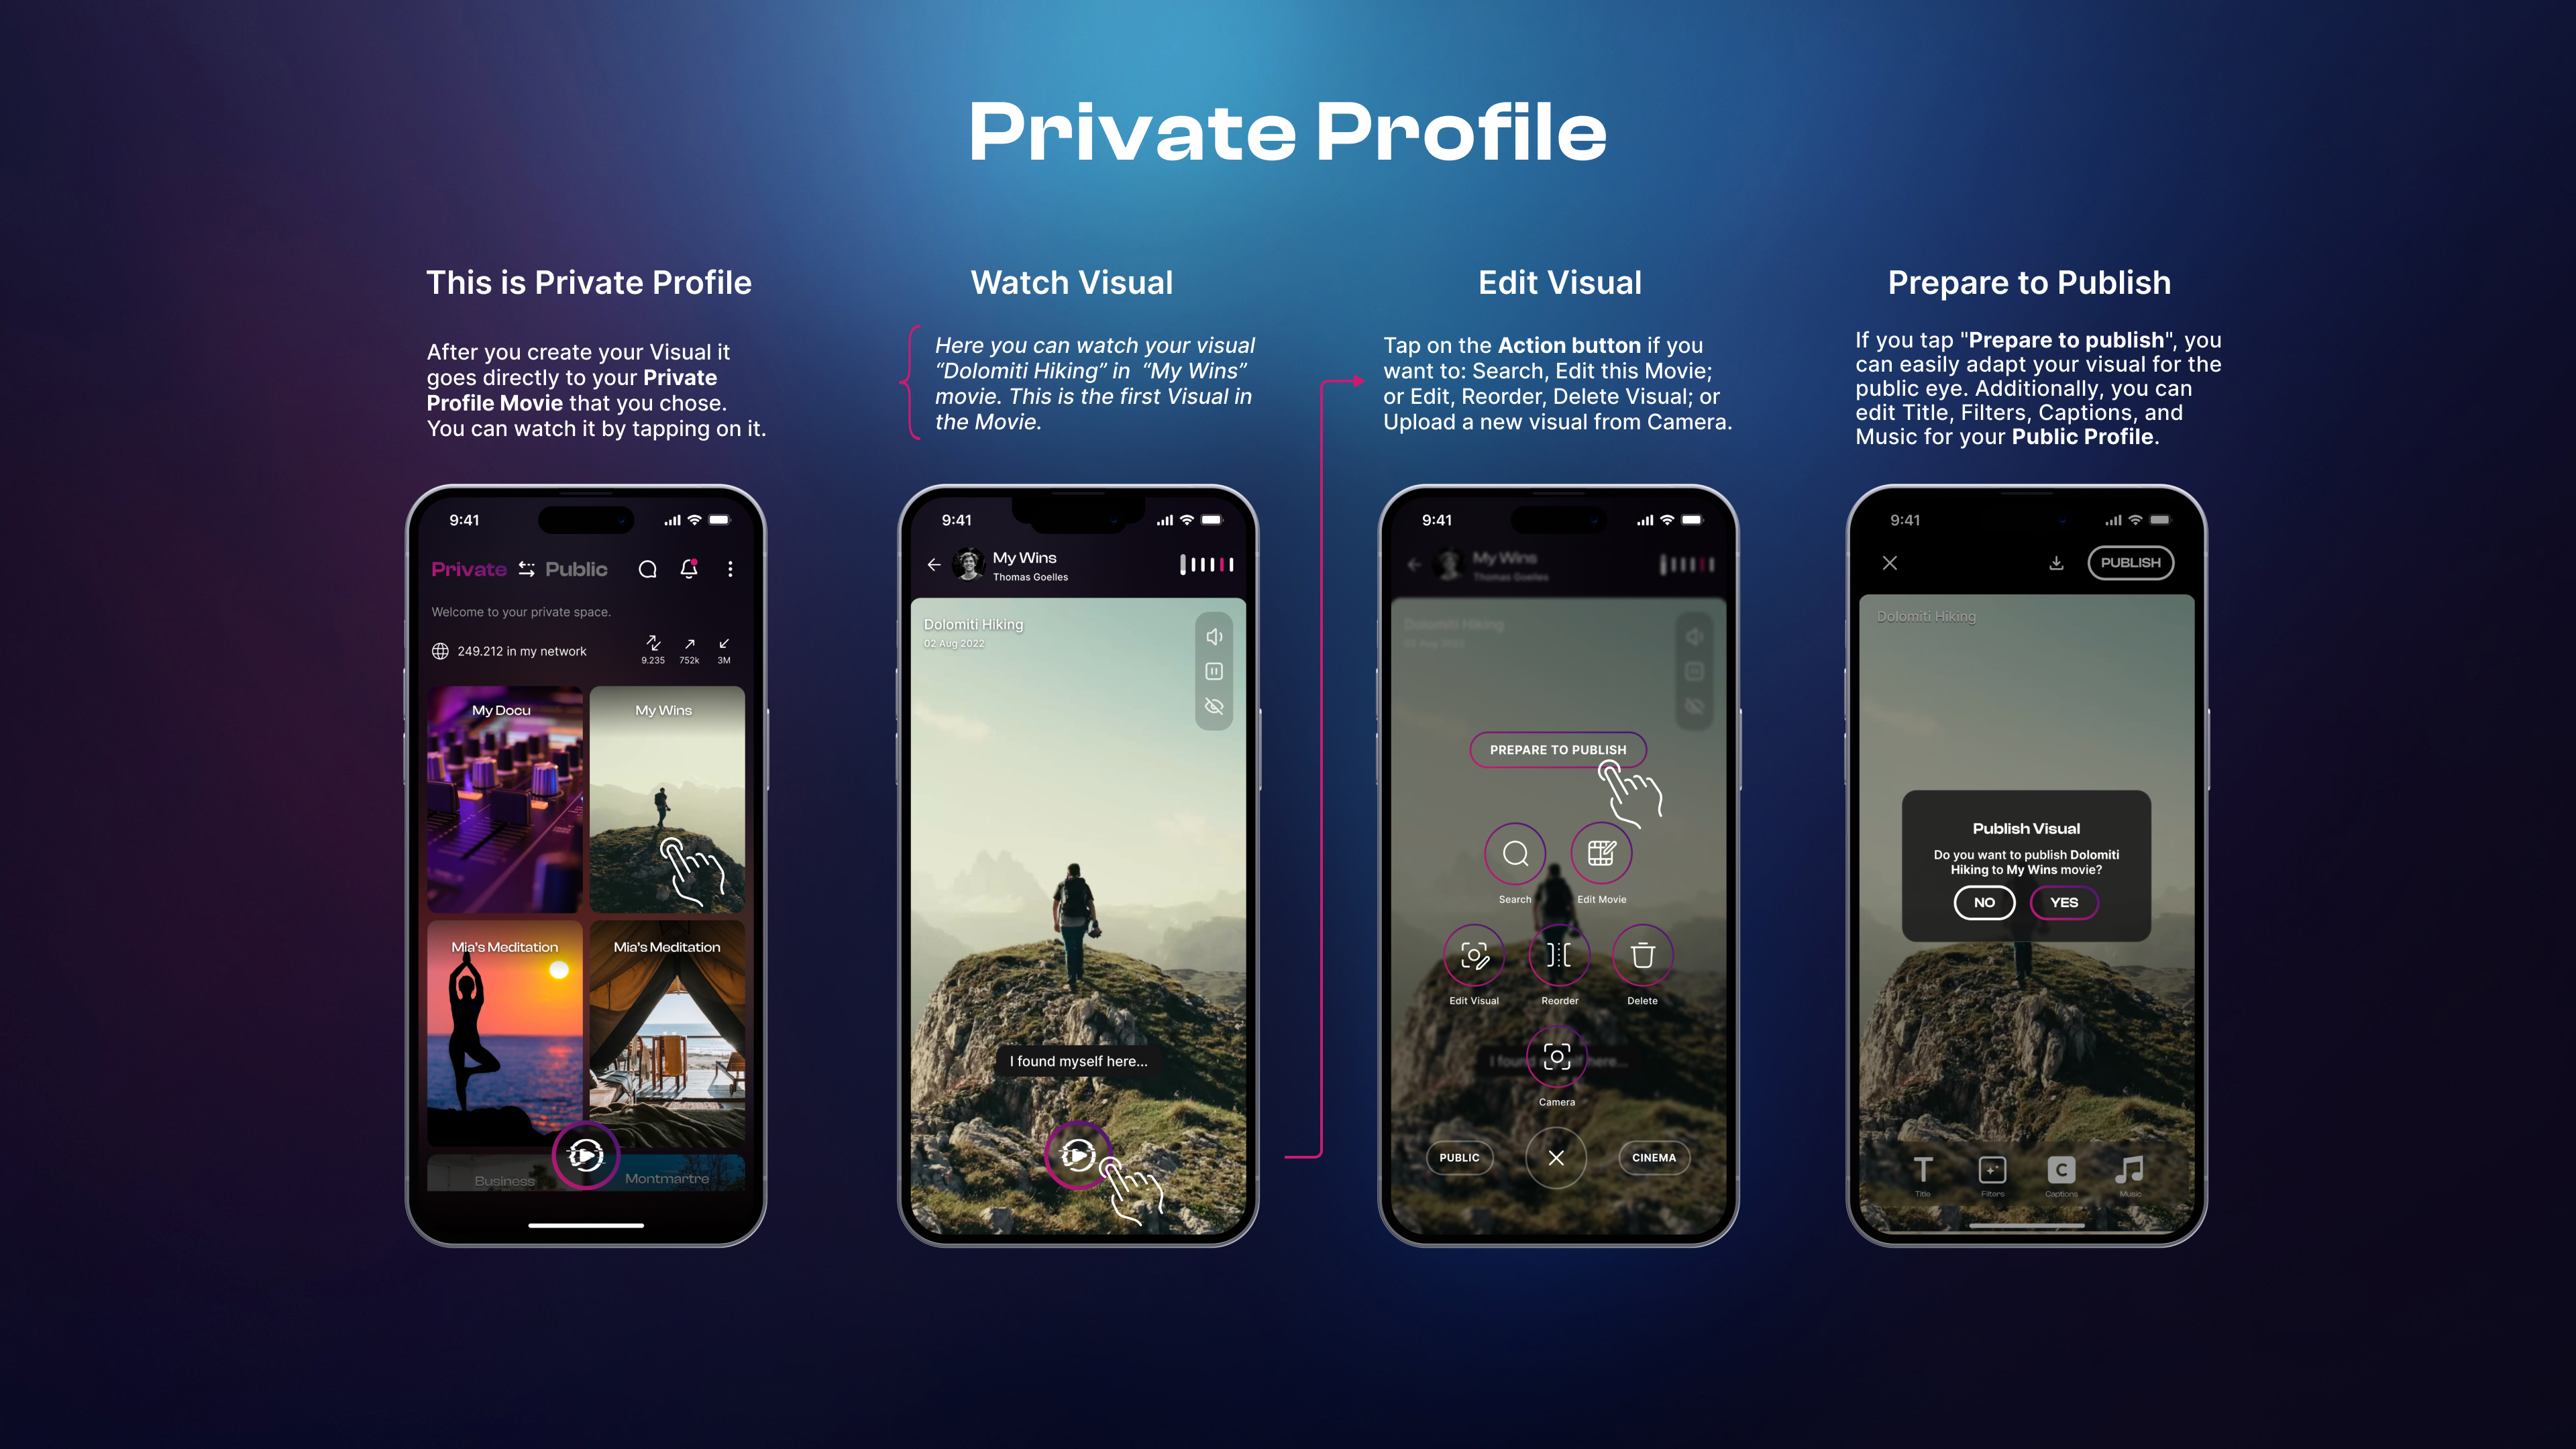 Private Profile
This is Private Profile
After you create your Visual it
goes directly to your Private
Profile Movie that you chose.
You can watch it by tapping on it.
9:41
Private Public
Welcome to your private space.
249.212 in my network
9.235 752k 3M
My Docu
My Wins
Mia's Meditation
Mia's Meditation
Business
Montmartre
Watch Visual
Here you can watch your visual
“Dolomiti Hiking” in “My Wins”
movie. This is the first Visual in
the Movie.
9:41
My Wins
Thomas Goelles
Dolomiti Hiking
02 Aug 2022
I found myself here...
Edit Visual
Tap on the Action button if you
want to: Search, Edit this Movie;
or Edit, Reorder, Delete Visual; or
Upload a new visual from Camera.
9:41
My Wins
Thomas Goelles
Dolomiti Hiking
02 Aug 2022
PREPARE TO PUBLISH
Search
Edit Movie
Edit Visual
Reorder
Delete
I found here...
Camera
PUBLIC
CINEMA
Prepare to Publish
If you tap "Prepare to publish", you
can easily adapt your visual for the
public eye. Additionally, you can
edit Title, Filters, Captions, and
Music for your Public Profile.
9:41
PUBLISH
Dolomiti Hiking
Publish Visual
Do you want to publish Dolomiti
Hiking to My Wins movie?
NO
YES
T
C
Title
Filters
Captions
Music